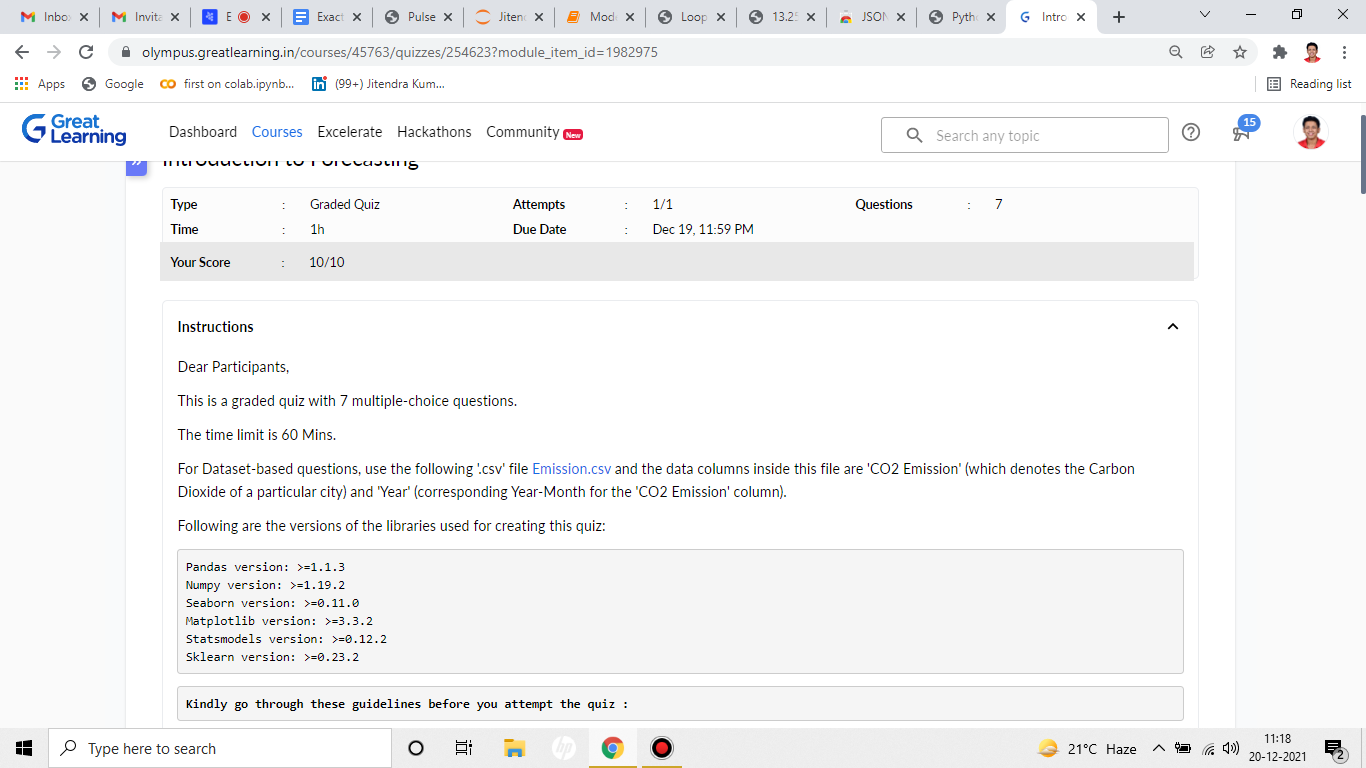 Inbo
Invita
E
Exact
Pulse
Jiten
Mod
Loop
13.25
JSON
Pyth
Intro
olympus.greatlearning.in/courses/45763/quizzes/254623?module_item_id=1982975
Apps
Google
first on colab.ipynb...
(99+) Jitendra Kum...
Reading list
Great
Learning
Dashboard
Courses
Excelerate
Hackathons
Community
New
Search any topic
15
Introduction to Forecasting
Type : Graded Quiz
Attempts : 1/1
Questions : 7
Time : 1h
Due Date : Dec 19, 11:59 PM
Your Score : 10/10
Instructions
Dear Participants,
This is a graded quiz with 7 multiple-choice questions.
The time limit is 60 Mins.
For Dataset-based questions, use the following '.csv' file Emission.csv and the data columns inside this file are 'CO2 Emission' (which denotes the Carbon
Dioxide of a particular city) and 'Year' (corresponding Year-Month for the 'CO2 Emission' column).
Following are the versions of the libraries used for creating this quiz:
Pandas version: >=1.1.3
Numpy version: >=1.19.2
Seaborn version: >=0.11.0
Matplotlib version: >=3.3.2
Statsmodels version: >=0.12.2
Sklearn version: >=0.23.2
Kindly go through these guidelines before you attempt the quiz :
Type here to search
hp
21°C Haze
11:18
20-12-2021
2